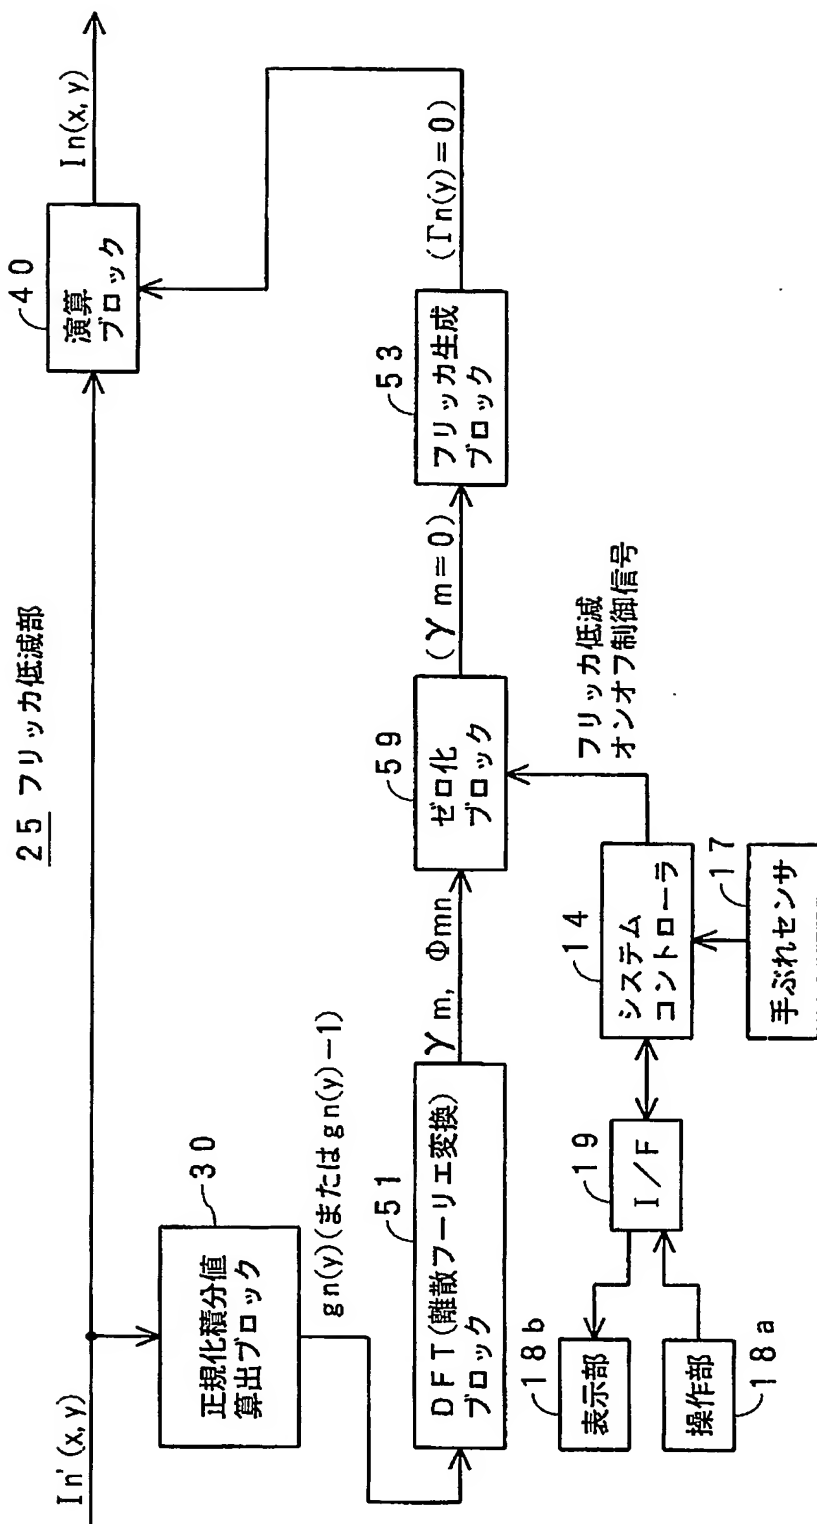 25 フリッカ低減部
In'(x, y)
40
演算
ブロック
In(x, y)
30
正規化積分値
算出ブロック
gn(y)(またはgn(y)−1)
51
DFT(離散フーリエ変換)
ブロック
γm, Φmn
59
ゼロ化
ブロック
(γm=0)
53
フリッカ生成
ブロック
(Γn(y)=0)
フリッカ低減
オンオフ制御信号
18b
表示部
操作部
18a
19
I/F
14
システム
コントローラ
17
手ぶれセンサ